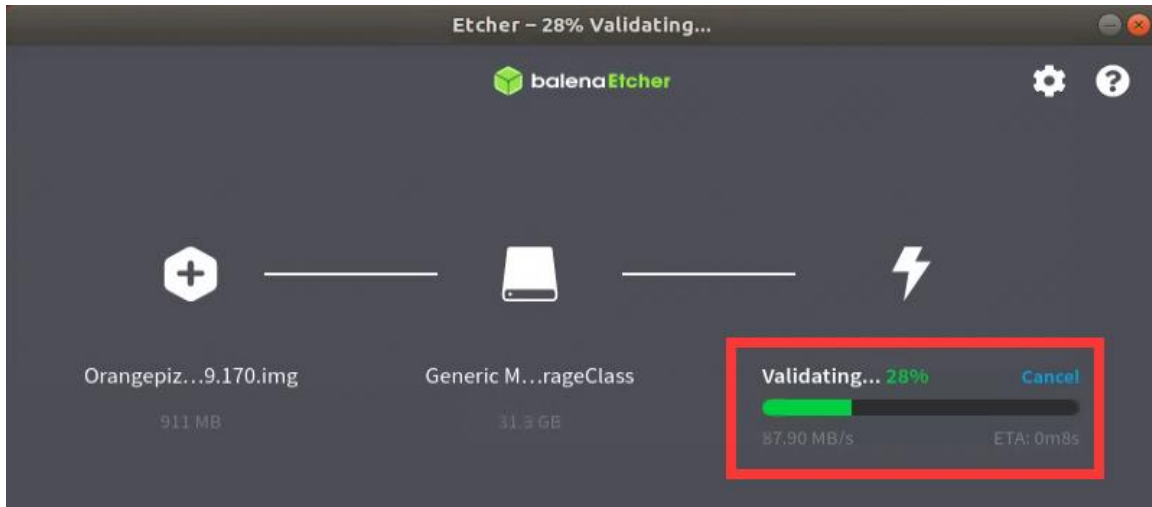 Etcher – 28% Validating...
balenaEtcher
Orangepiz...9.170.img
Generic M...rageClass
Validating... 28% Cancel
911 MB
31.9 GB
87.90 MB/s ETA: 0m8s